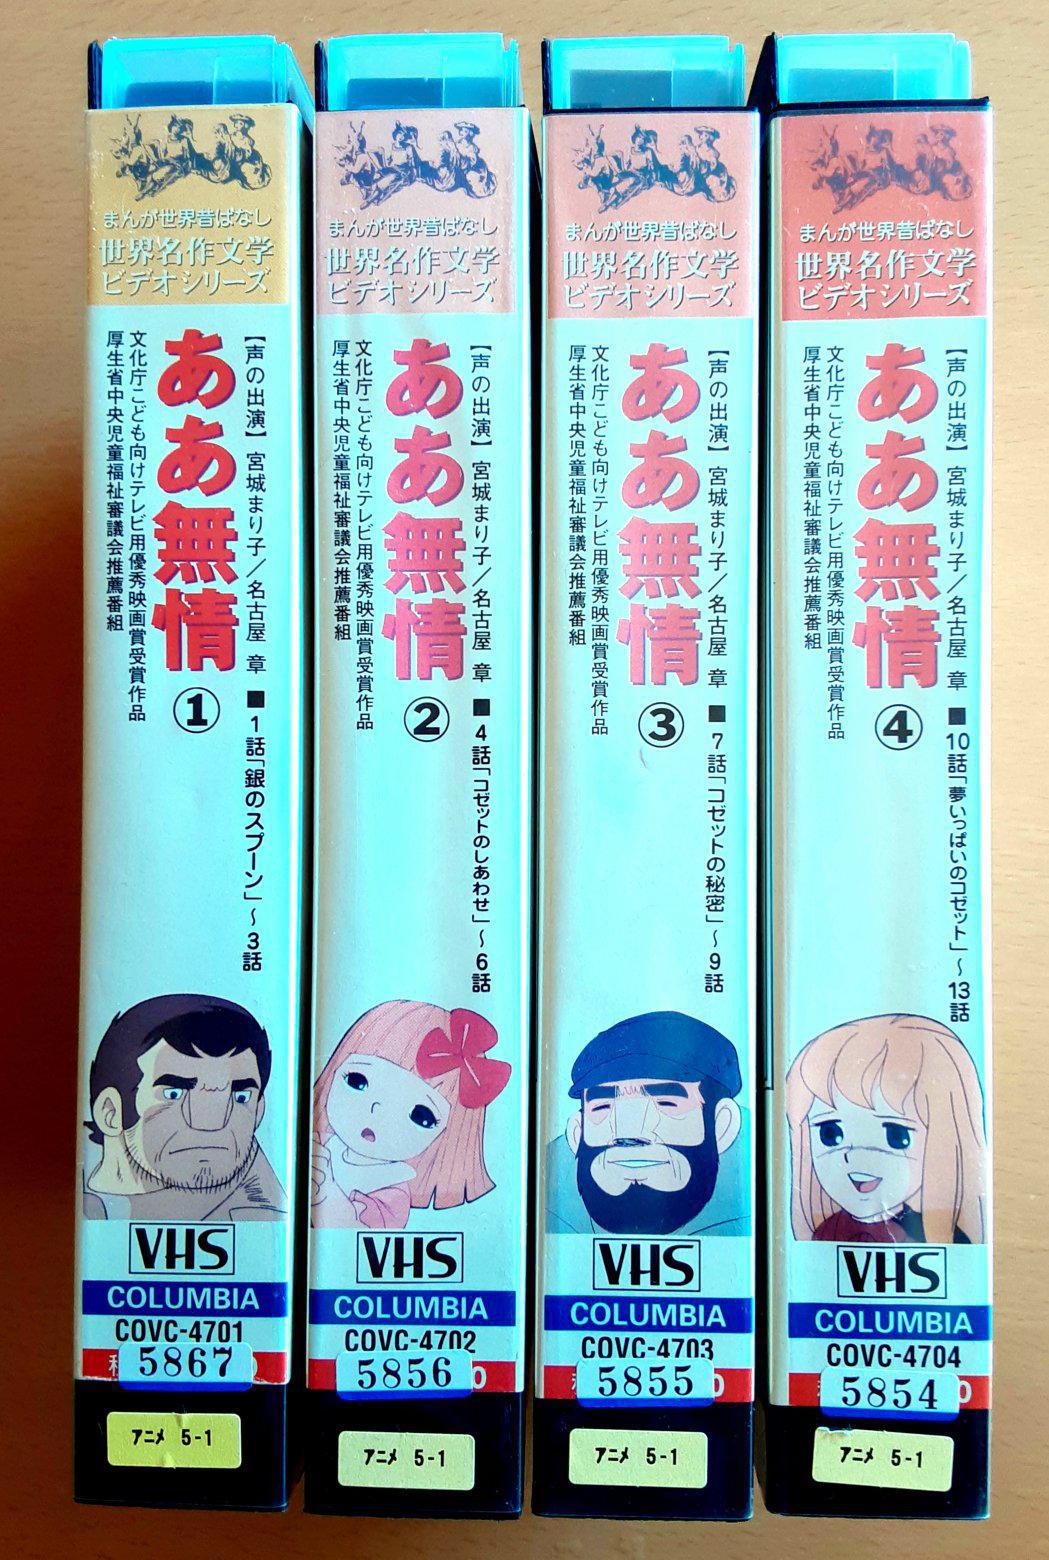 まんが世界昔ばなし
世界名作文学
ビデオシリーズ
【声の出演】 宮城まり子／名古屋 章 ■1話「銀のスプーン」～3話
ああ無情①
文化庁こども向けテレビ用優秀映画賞受賞作品
厚生省中央児童福祉審議会推薦番組
VHS
COLUMBIA
COVC-4701
5867
アニメ 5-1
まんが世界昔ばなし
世界名作文学
ビデオシリーズ
【声の出演】 宮城まり子／名古屋 章 ■4話「コゼットのしあわせ」～6話
ああ無情②
文化庁こども向けテレビ用優秀映画賞受賞作品
厚生省中央児童福祉審議会推薦番組
VHS
COLUMBIA
COVC-4702
5856
アニメ 5-1
まんが世界昔ばなし
世界名作文学
ビデオシリーズ
【声の出演】 宮城まり子／名古屋 章 ■7話「コゼットの秘密」～9話
ああ無情③
文化庁こども向けテレビ用優秀映画賞受賞作品
厚生省中央児童福祉審議会推薦番組
VHS
COLUMBIA
COVC-4703
5855
アニメ 5-1
まんが世界昔ばなし
世界名作文学
ビデオシリーズ
【声の出演】 宮城まり子／名古屋 章 ■10話「夢いっぱいのコゼット」～13話
ああ無情④
文化庁こども向けテレビ用優秀映画賞受賞作品
厚生省中央児童福祉審議会推薦番組
VHS
COLUMBIA
COVC-4704
5854
アニメ 5-1